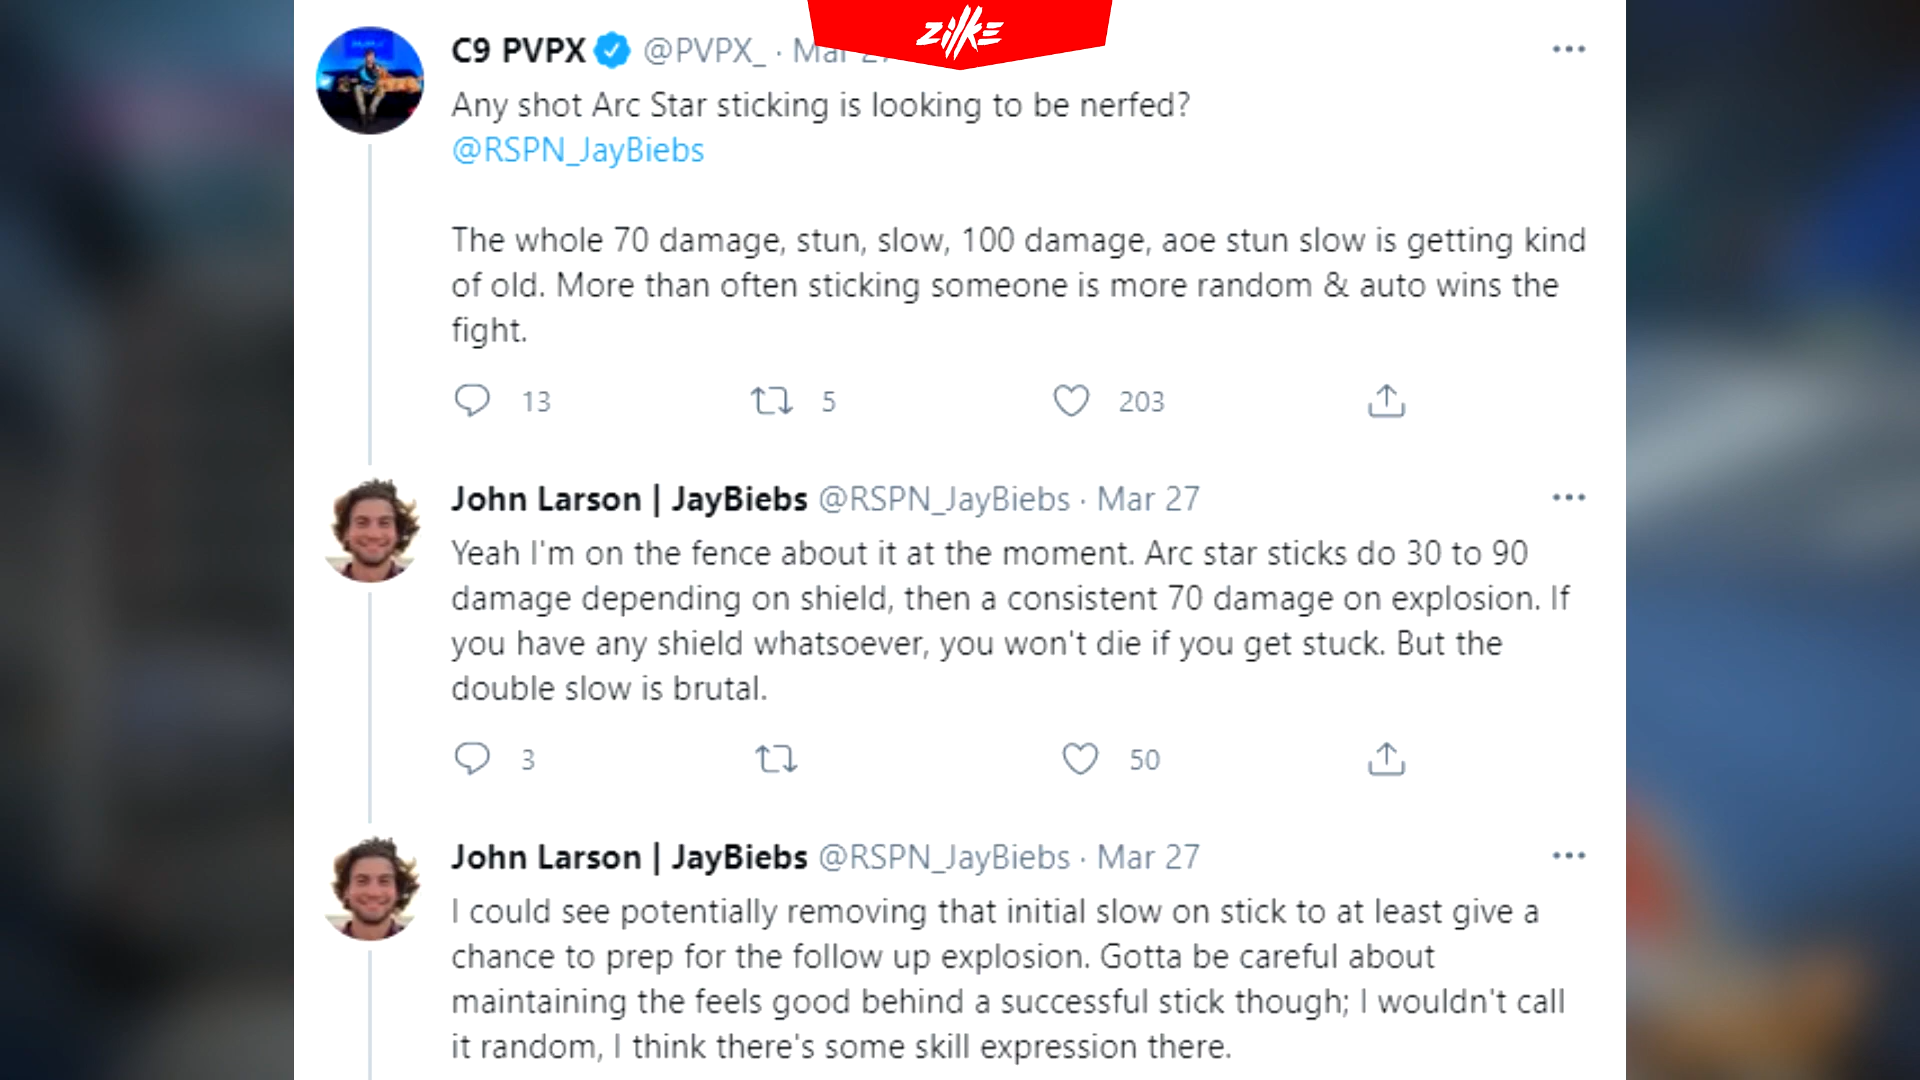 ZilKE
C9 PVPX @PVPX_ · Mar 27
Any shot Arc Star sticking is looking to be nerfed?
@RSPN_JayBiebs
The whole 70 damage, stun, slow, 100 damage, aoe stun slow is getting kind
of old. More than often sticking someone is more random & auto wins the
fight.
13 5 203
John Larson | JayBiebs @RSPN_JayBiebs · Mar 27
Yeah I'm on the fence about it at the moment. Arc star sticks do 30 to 90
damage depending on shield, then a consistent 70 damage on explosion. If
you have any shield whatsoever, you won't die if you get stuck. But the
double slow is brutal.
3 50
John Larson | JayBiebs @RSPN_JayBiebs · Mar 27
I could see potentially removing that initial slow on stick to at least give a
chance to prep for the follow up explosion. Gotta be careful about
maintaining the feels good behind a successful stick though; I wouldn't call
it random, I think there's some skill expression there.